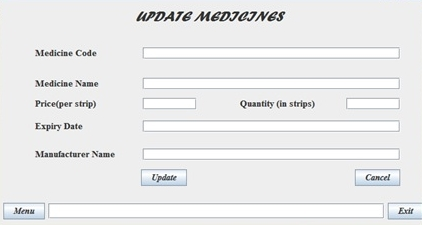 UPDATE MEDICINES
Medicine Code
Medicine Name
Price(per strip) Quantity (in strips)
Expiry Date
Manufacturer Name
Update Cancel
Menu Exit